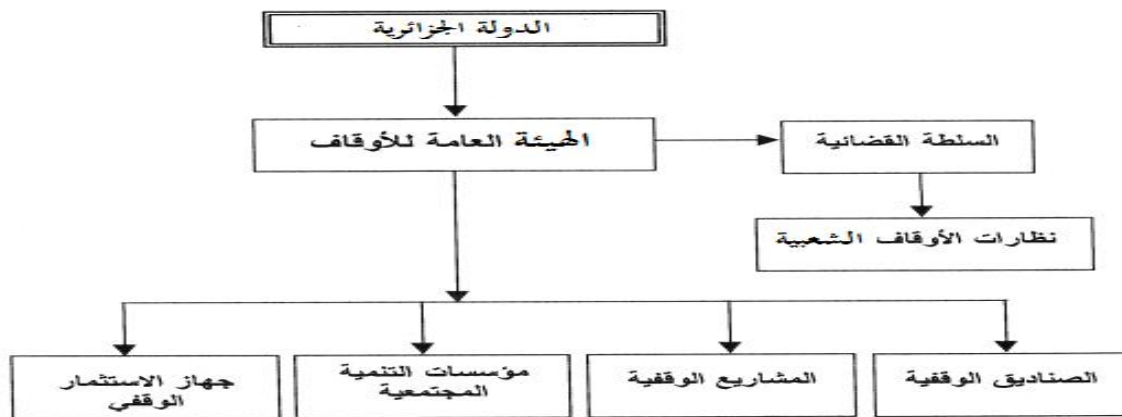 الدولة الجزائرية
الهيئة العامة للأوقاف
السلطة القضائية
نظارات الأوقاف الشعبية
الصناديق الوقفية
المشاريع الوقفية
مؤسسات التنمية
المجتمعية
جهاز الاستثمار
الوقفي